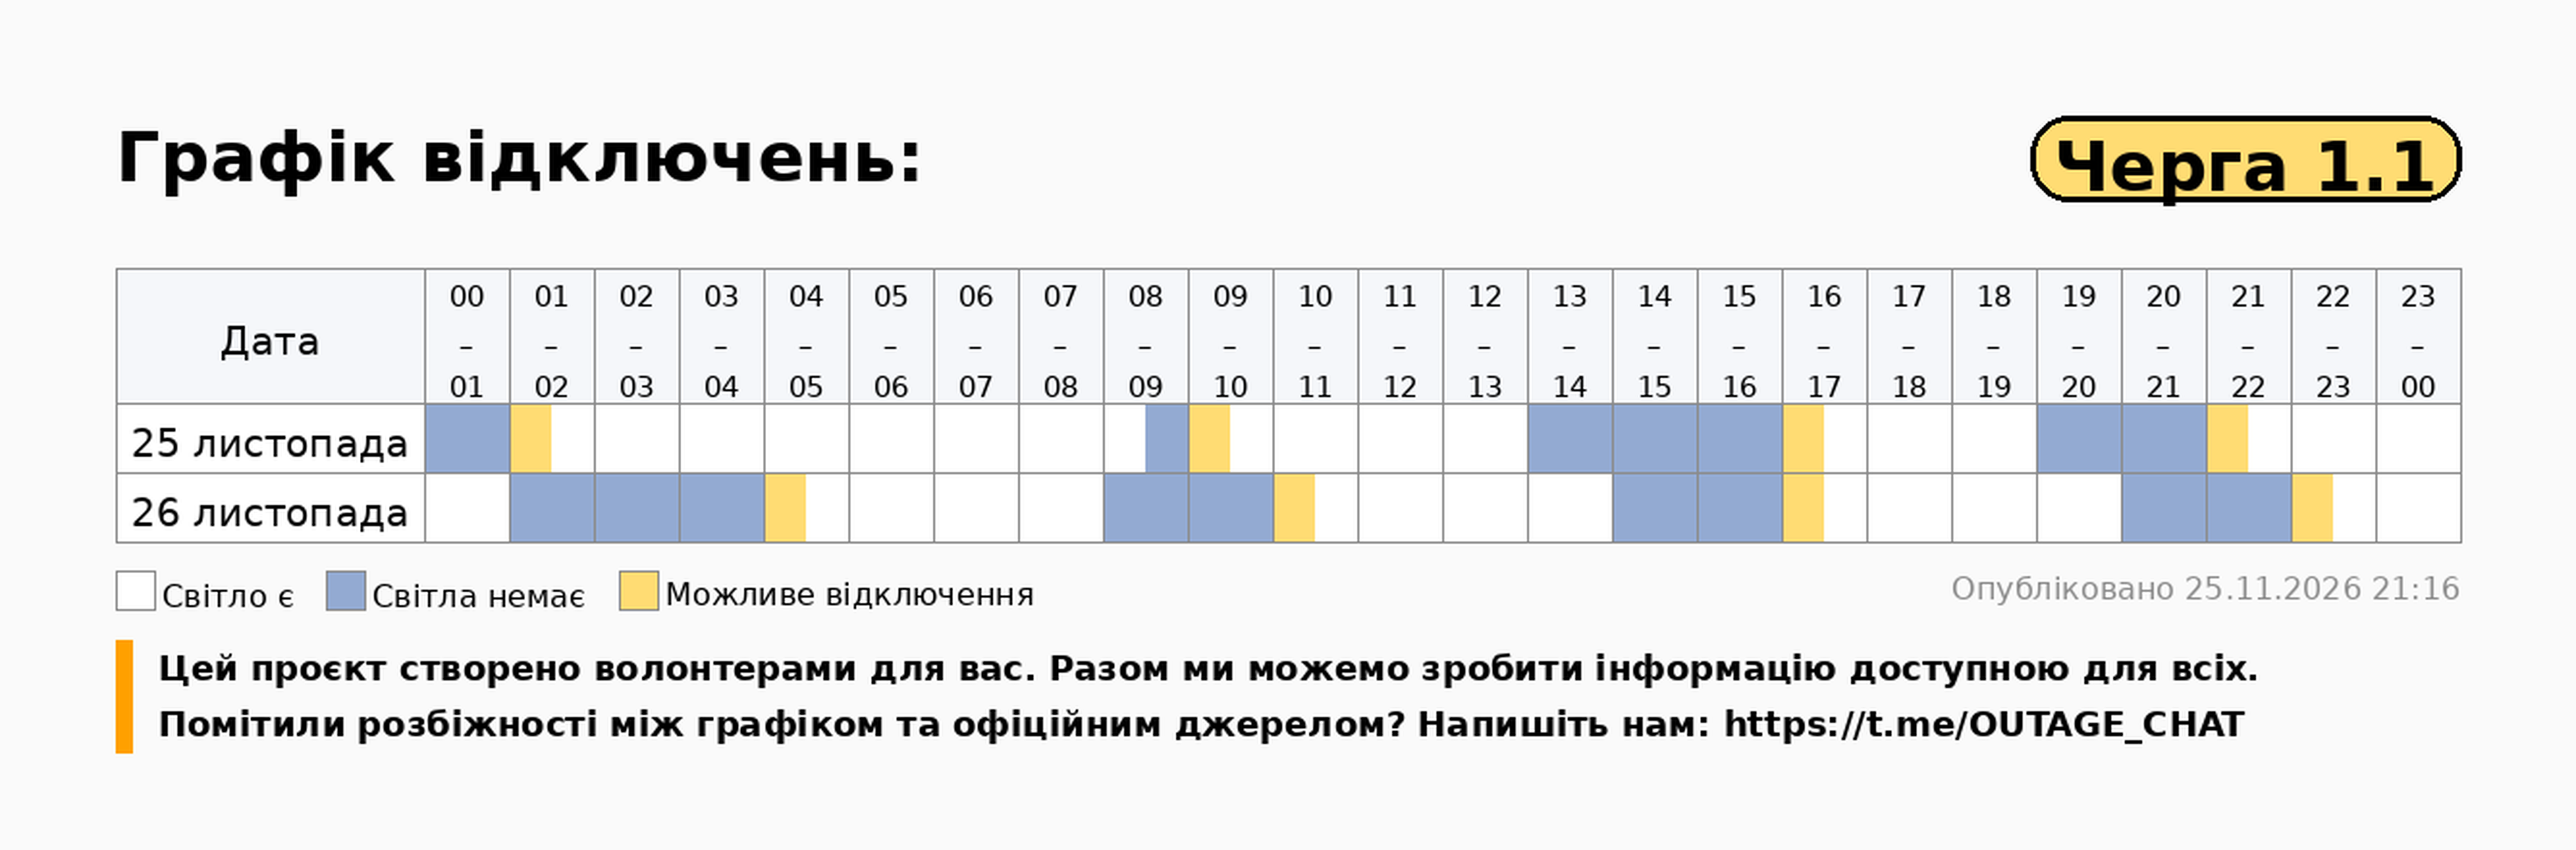 Графік відключень:
Черга 1.1
Дата 00 – 01 01 – 02 02 – 03 03 – 04 04 – 05 05 – 06 06 – 07 07 – 08 08 – 09 09 – 10 10 – 11 11 – 12 12 – 13 13 – 14 14 – 15 15 – 16 16 – 17 17 – 18 18 – 19 19 – 20 20 – 21 21 – 22 22 – 23 23 – 00
25 листопада
26 листопада
Світло є Світла немає Можливе відключення
Опубліковано 25.11.2026 21:16
Цей проєкт створено волонтерами для вас. Разом ми можемо зробити інформацію доступною для всіх.
Помітили розбіжності між графіком та офіційним джерелом? Напишіть нам: https://t.me/OUTAGE_CHAT